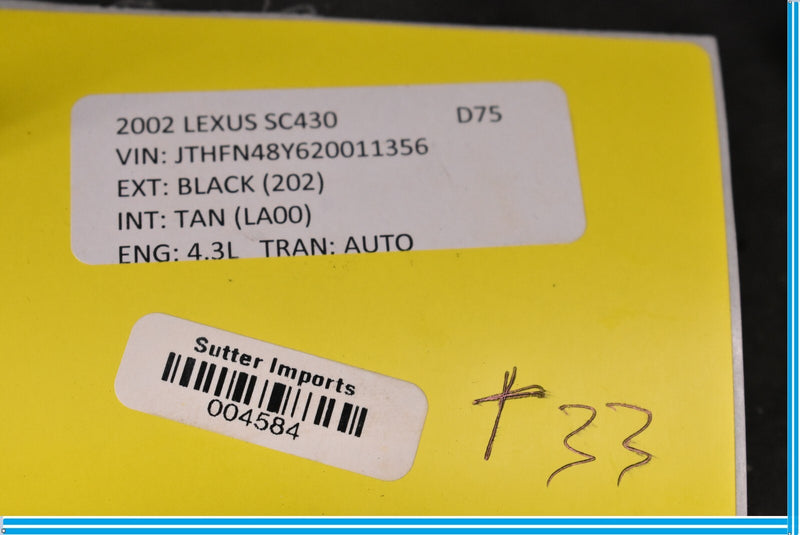 2002 LEXUS SC430 D75
VIN: JTHFN48Y620011356
EXT: BLACK (202)
INT: TAN (LA00)
ENG: 4.3L TRAN: AUTO
Sutter Imports
004584
+33